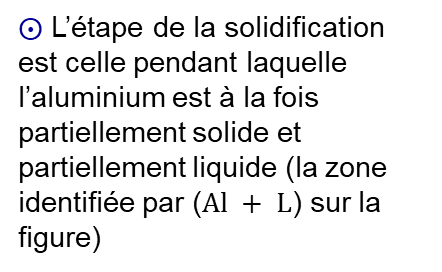 ⊙ L’étape de la solidification
est celle pendant laquelle
l’aluminium est à la fois
partiellement solide et
partiellement liquide (la zone
identifiée par (Al + L) sur la
figure)